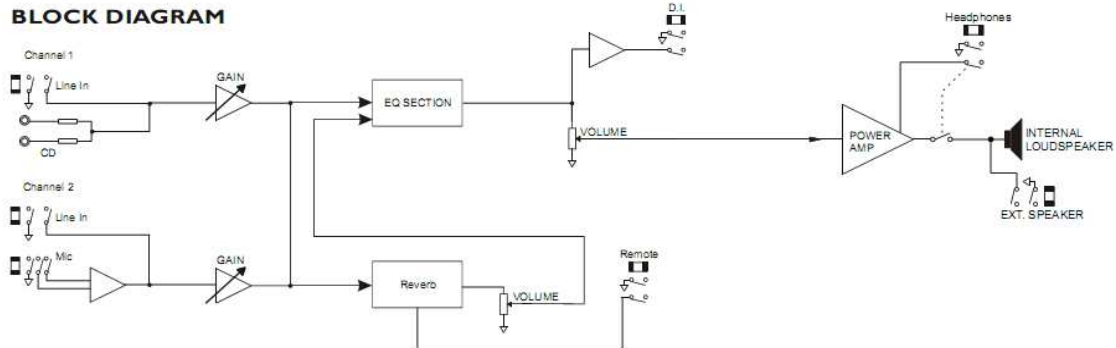 BLOCK DIAGRAM
D.I.
Headphones
Channel 1
Line In
GAIN
EQ SECTION
CD
VOLUME
POWER
AMP
INTERNAL
LOUDSPEAKER
EXT. SPEAKER
Channel 2
Line In
Mic
GAIN
Reverb
VOLUME
Remote